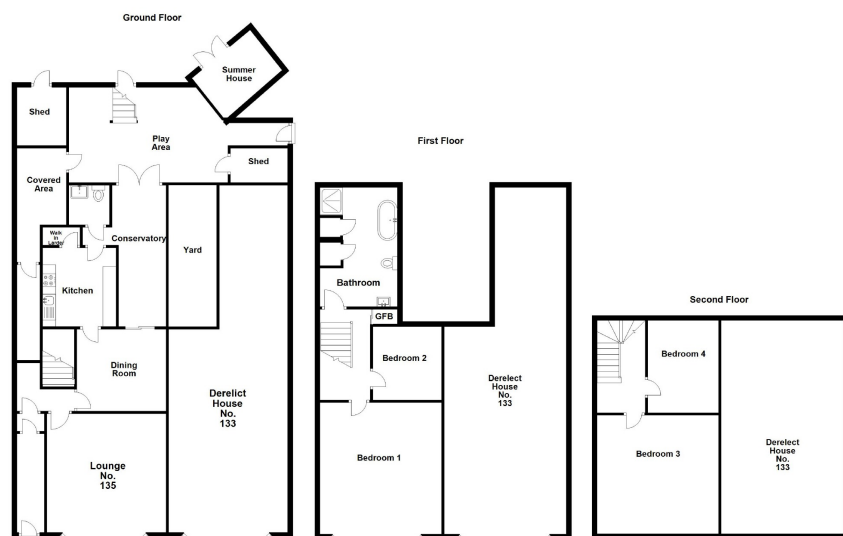 Ground Floor
Summer
House
Shed
Play
Area
Shed
Covered
Area
Walk
In
Larder
Conservatory
Yard
Kitchen
Dining
Room
Derelict
House
No.
133
Lounge
No.
135
First Floor
Bathroom
GFB
Bedroom 2
Bedroom 1
Derelect
House
No.
133
Second Floor
Bedroom 4
Bedroom 3
Derelect
House
No.
133